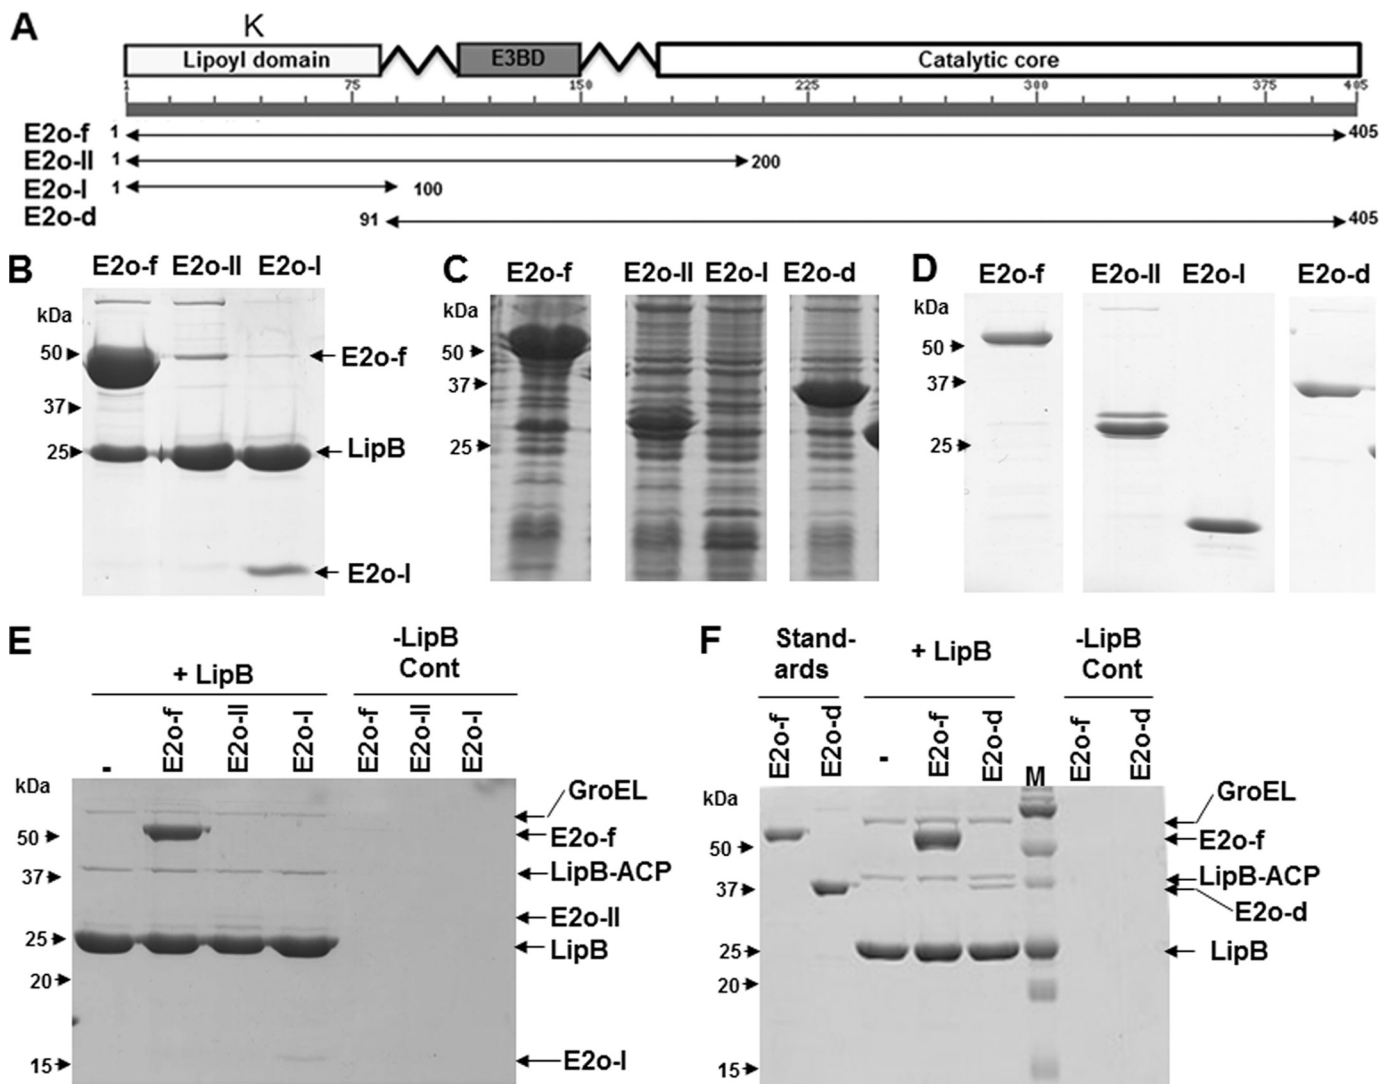 A
K
Lipoyl domain
E3BD
Catalytic core
1 75 150 225 300 375 405
E2o-f 1 405
E2o-II 1 200
E2o-I 1 100
E2o-d 91 405
B
E2o-f E2o-II E2o-I
kDa
50
E2o-f
37
25
LipB
E2o-I
C
E2o-f E2o-II E2o-I E2o-d
kDa
50
37
25
D
E2o-f E2o-II E2o-I E2o-d
kDa
50
37
25
E
+ LipB
-LipB
Cont
-
E2o-f
E2o-II
E2o-I
E2o-f
E2o-II
E2o-I
kDa
GroEL
50
E2o-f
37
LipB-ACP
E2o-II
25
LipB
20
15
E2o-I
F
Stand-
ards
+ LipB
-LipB
Cont
E2o-f
E2o-d
-
E2o-f
E2o-d
M
E2o-f
E2o-d
kDa
GroEL
50
E2o-f
37
LipB-ACP
E2o-d
25
LipB
20
15